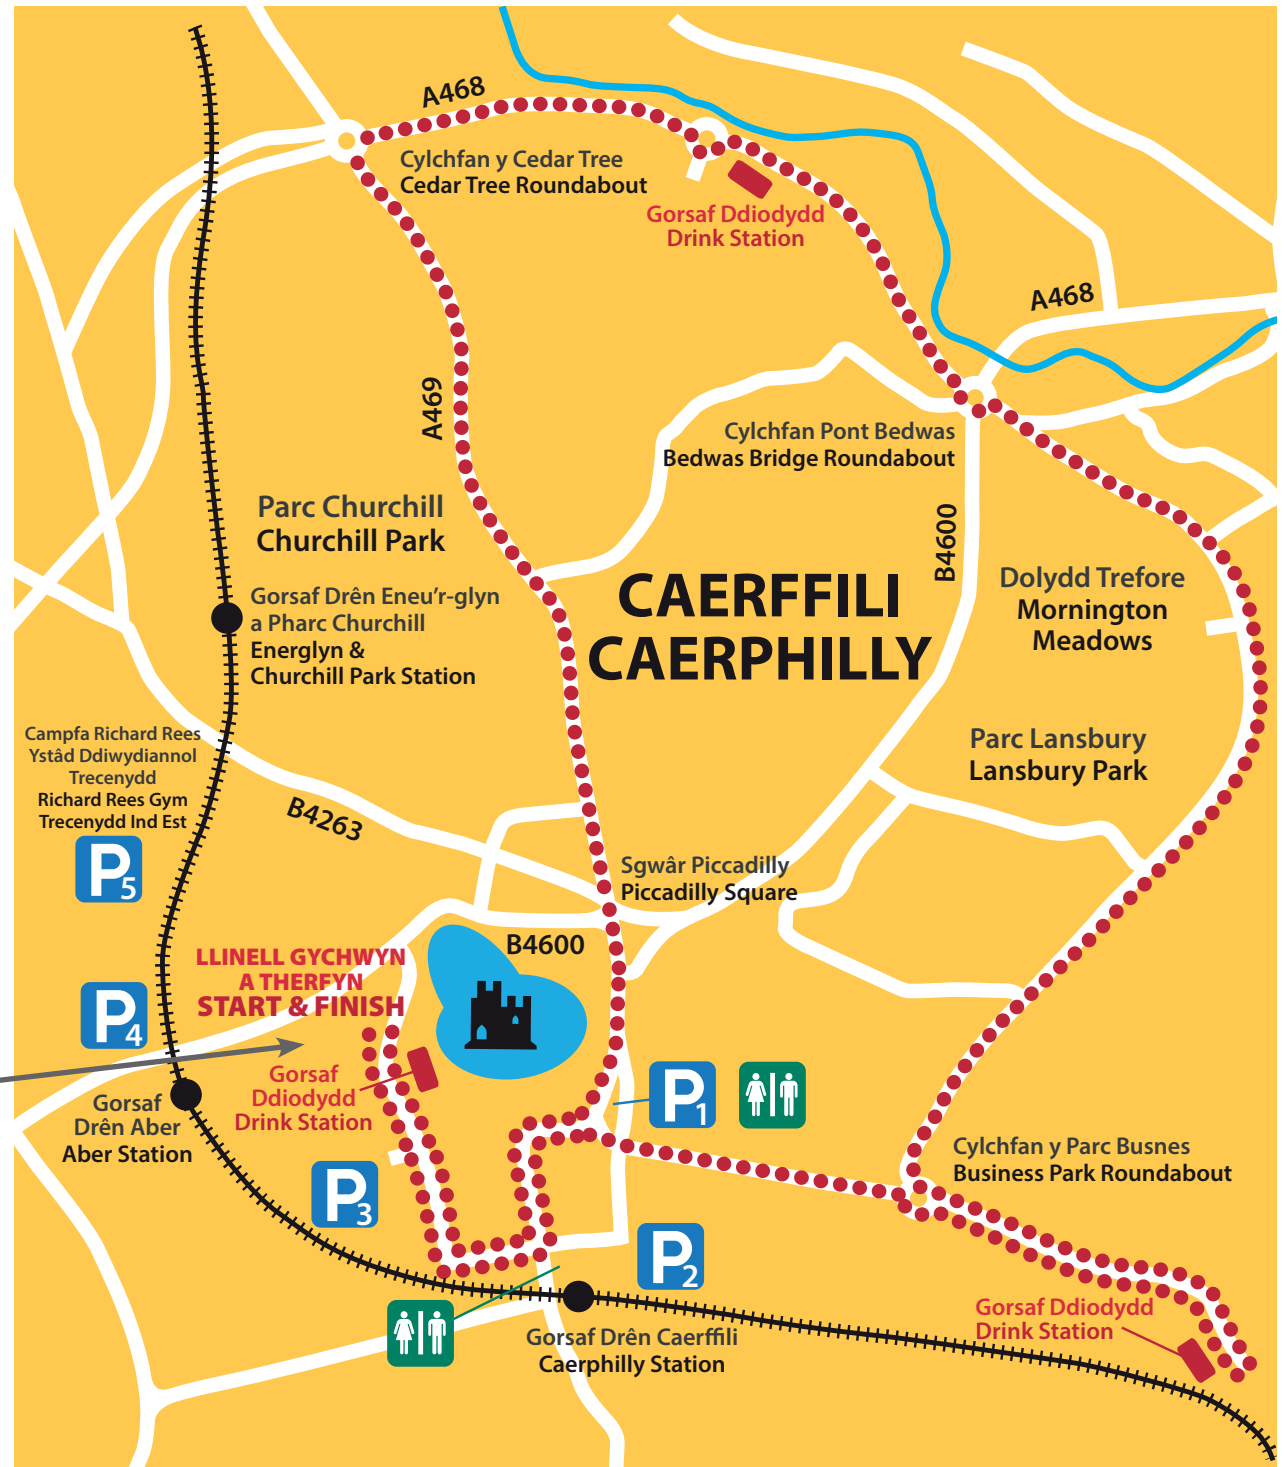 A468
Cylchfan y Cedar Tree
Cedar Tree Roundabout
Gorsaf Ddiodydd
Drink Station
A468
A469
Cylchfan Pont Bedwas
Bedwas Bridge Roundabout
Parc Churchill
Churchill Park
B4600
CAERFFILI
CAERPHILLY
Dolydd Trefore
Mornington
Meadows
Gorsaf Drên Eneu'r-glyn
a Pharc Churchill
Energlyn &
Churchill Park Station
Campfa Richard Rees
Ystâd Ddiwydiannol
Trecenydd
Richard Rees Gym
Trecenydd Ind Est
P5
Parc Lansbury
Lansbury Park
B4263
Sgwâr Piccadilly
Piccadilly Square
B4600
LLINELL GYCHWYN
A THERFYN
START & FINISH
P4
Gorsaf
Ddiodydd
Drink Station
P1
Gorsaf
Drên Aber
Aber Station
Cylchfan y Parc Busnes
Business Park Roundabout
P3
P2
Gorsaf Ddiodydd
Drink Station
Gorsaf Drên Caerffili
Caerphilly Station